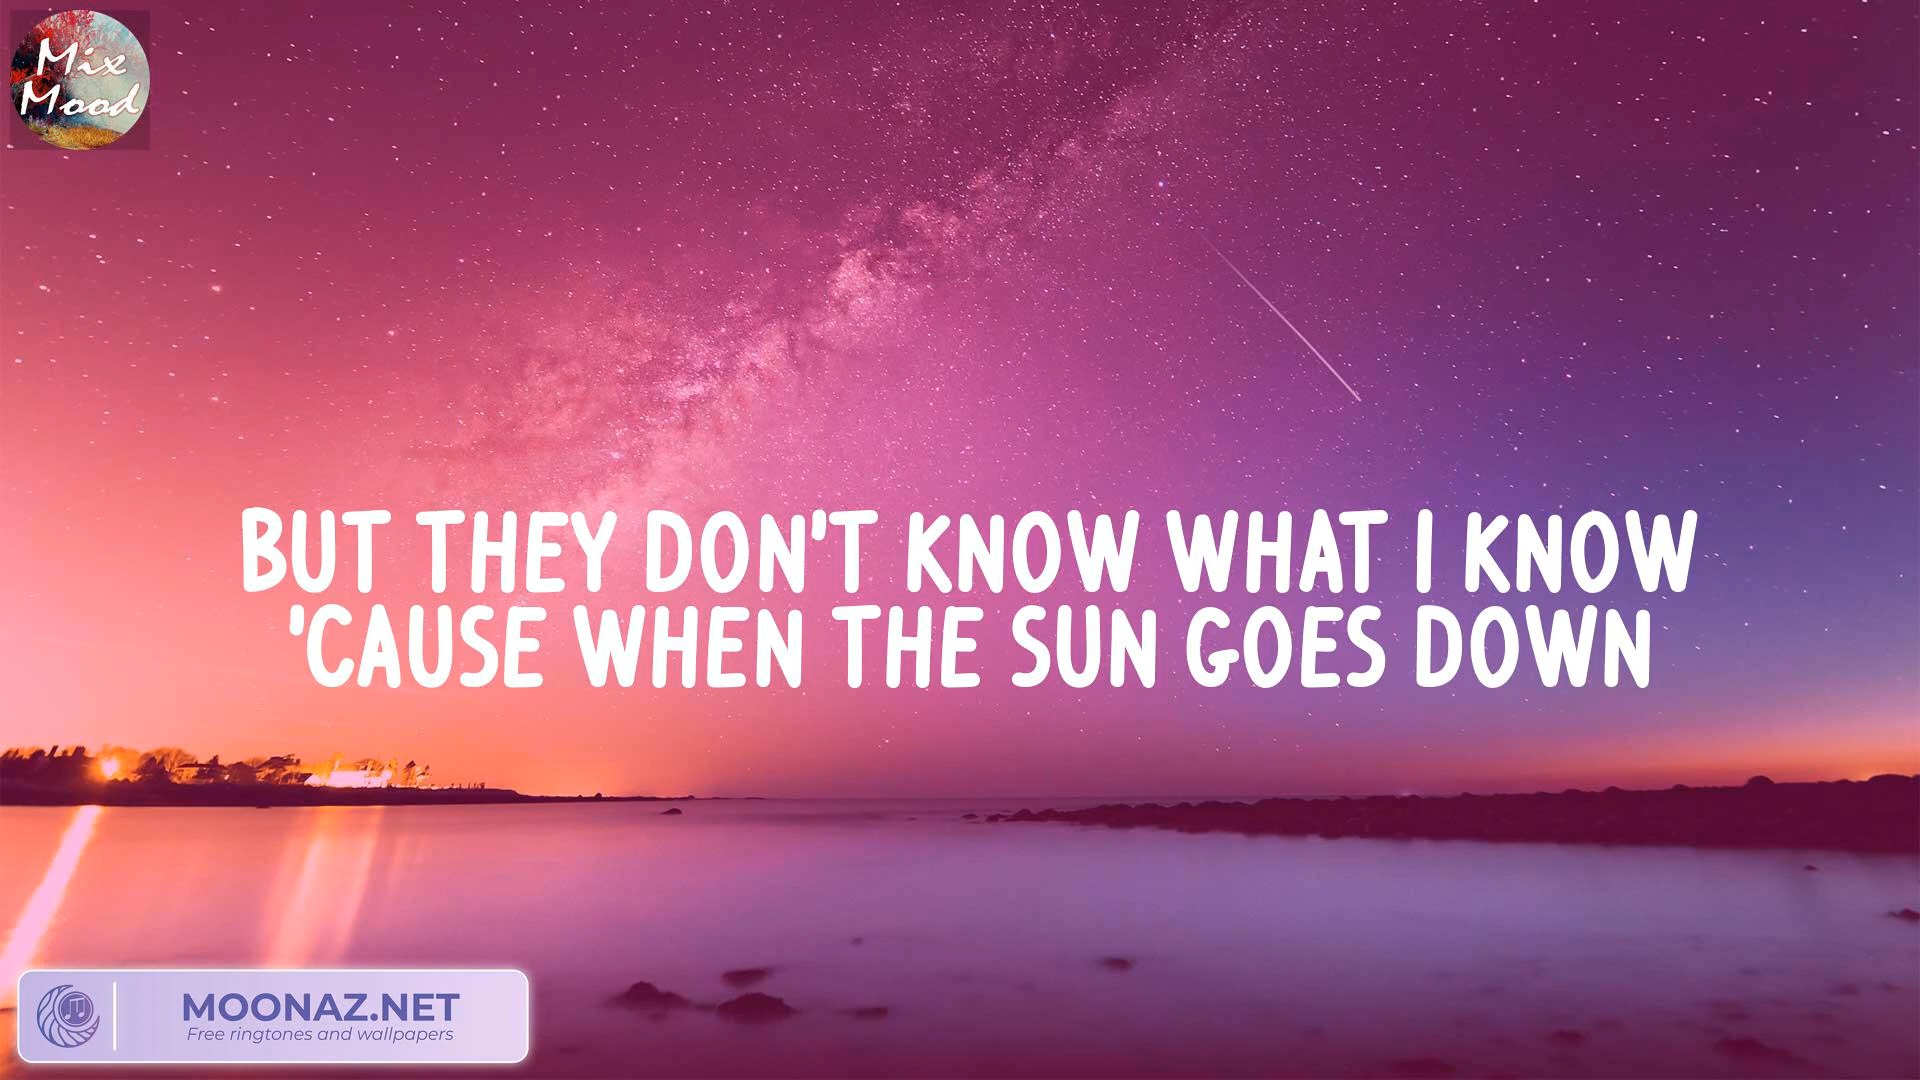 Mix
Mood
BUT THEY DON'T KNOW WHAT I KNOW
'CAUSE WHEN THE SUN GOES DOWN
MOONAZ.NET
Free ringtones and wallpapers